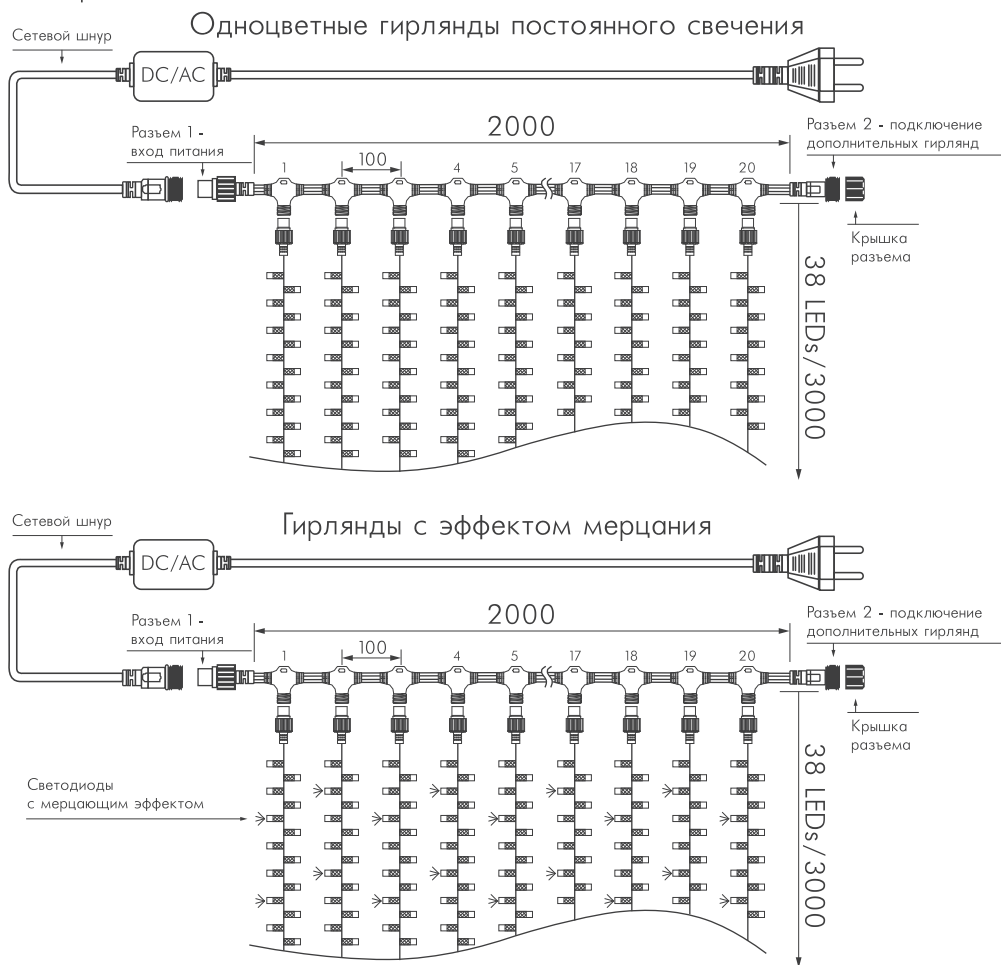 Одноцветные гирлянды постоянного свечения
Сетевой шнур
DC/AC
Разъем 1 -
вход питания
2000
Разъем 2 - подключение
дополнительных гирлянд
100
1 4 5 17 18 19 20
Крышка
разъема
38 LEDs/3000
Гирлянды с эффектом мерцания
Сетевой шнур
DC/AC
Разъем 1 -
вход питания
2000
Разъем 2 - подключение
дополнительных гирлянд
100
1 4 5 17 18 19 20
Крышка
разъема
38 LEDs/3000
Светодиоды
с мерцающим эффектом